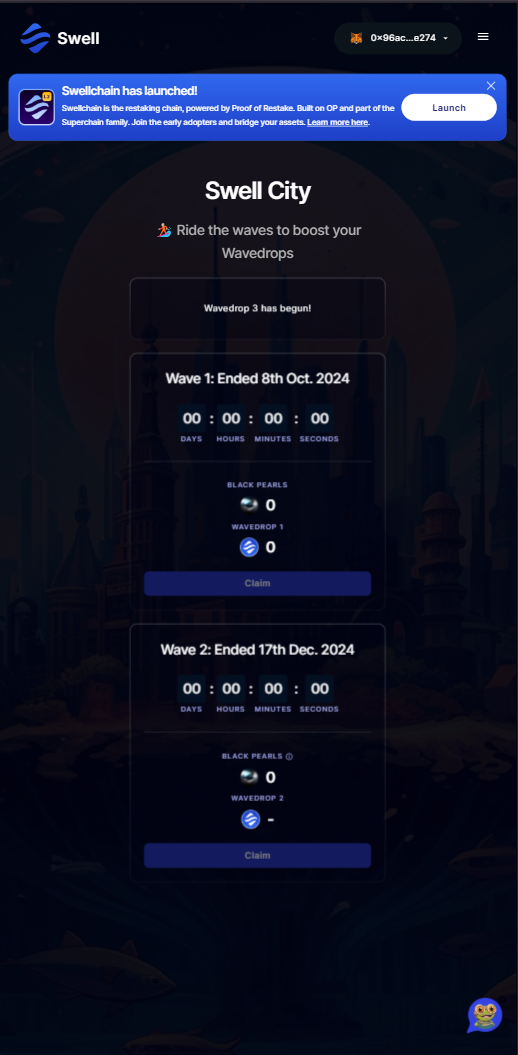 Swell
0×96ac...e274
Swellchain has launched!
Swellchain is the restaking chain, powered by Proof of Restake. Built on OP and part of the
Superchain family. Join the early adopters and bridge your assets. Learn more here.
Launch
Swell City
Ride the waves to boost your
Wavedrops
Wavedrop 3 has begun!
Wave 1: Ended 8th Oct. 2024
00 : 00 : 00 : 00
DAYS HOURS MINUTES SECONDS
BLACK PEARLS
0
WAVEDROP 1
0
Claim
Wave 2: Ended 17th Dec. 2024
00 : 00 : 00 : 00
DAYS HOURS MINUTES SECONDS
BLACK PEARLS
0
WAVEDROP 2
-
Claim